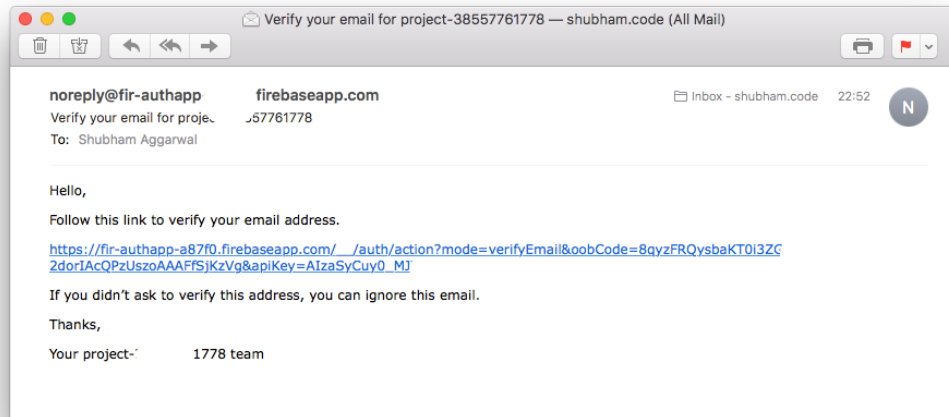 Verify your email for project-38557761778 — shubham.code (All Mail)
noreply@fir-authapp firebaseapp.com
Inbox - shubham.code 22:52
N
Verify your email for projec 57761778
To: Shubham Aggarwal
Hello,
Follow this link to verify your email address.
https://fir-authapp-a87f0.firebaseapp.com/__/auth/action?mode=verifyEmail&oobCode=8qyzFRQysbaKT0i3ZG
2dorIAcQPzUszoAAAFfSjKzVg&apiKey=AIzaSyCuy0_MJ
If you didn't ask to verify this address, you can ignore this email.
Thanks,
Your project- 1778 team